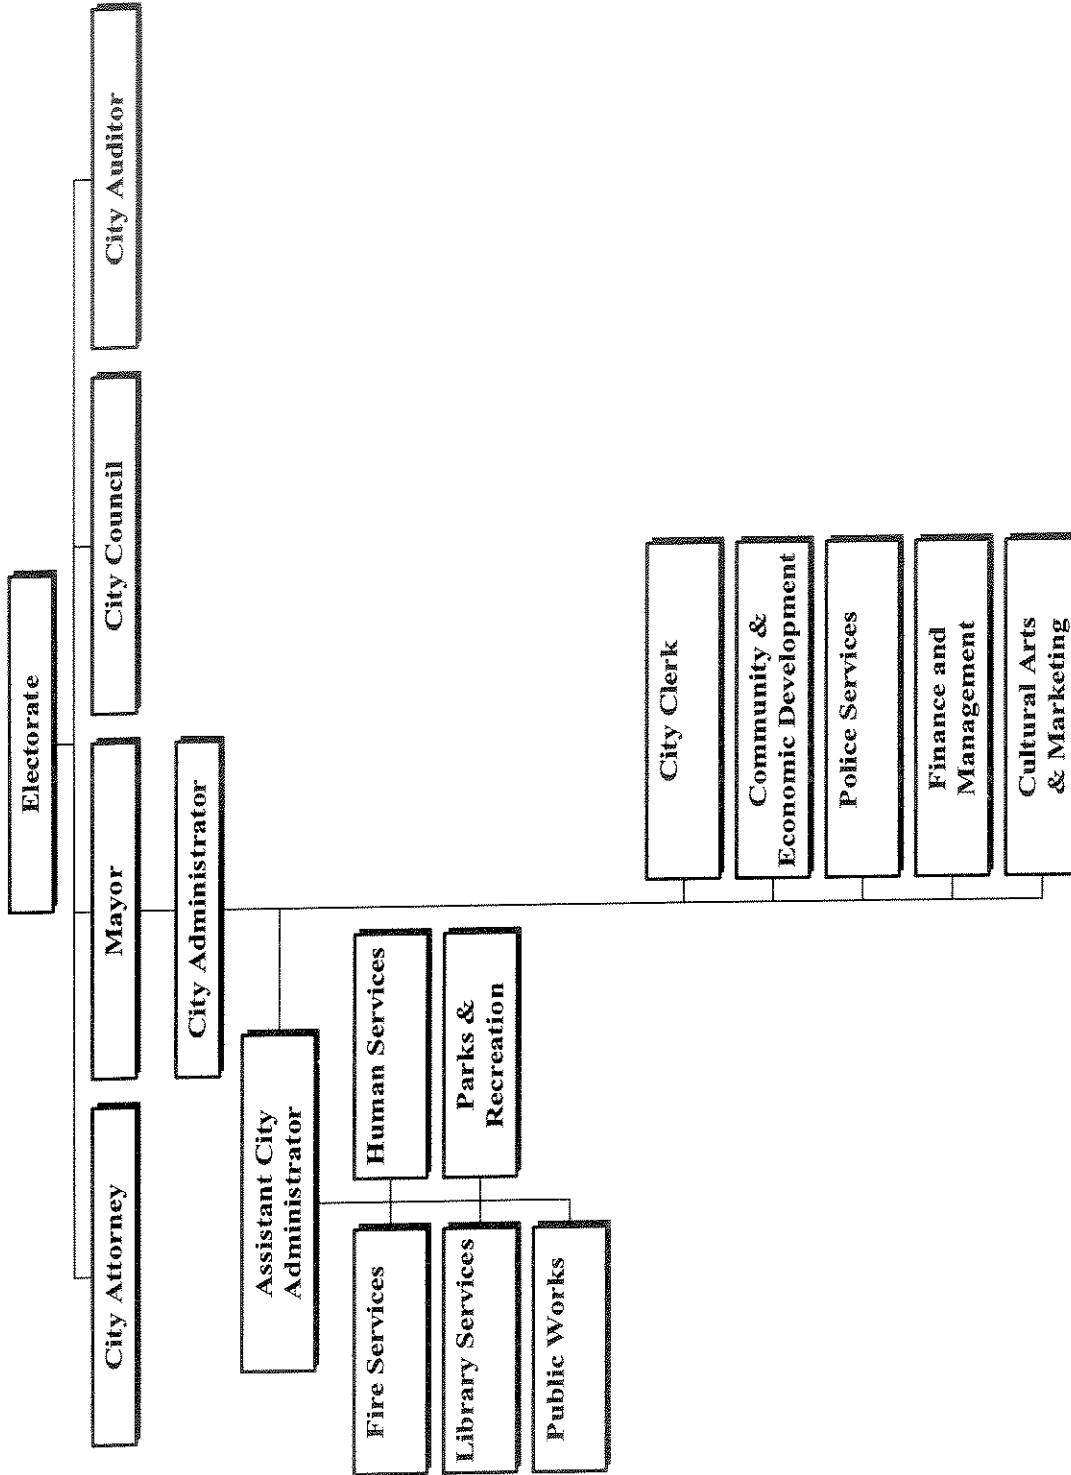 Electorate
City Attorney
Mayor
City Council
City Auditor
City Administrator
Assistant City
Administrator
Fire Services
Human Services
Library Services
Parks &
Recreation
Public Works
City Clerk
Community &
Economic Development
Police Services
Finance and
Management
Cultural Arts
& Marketing